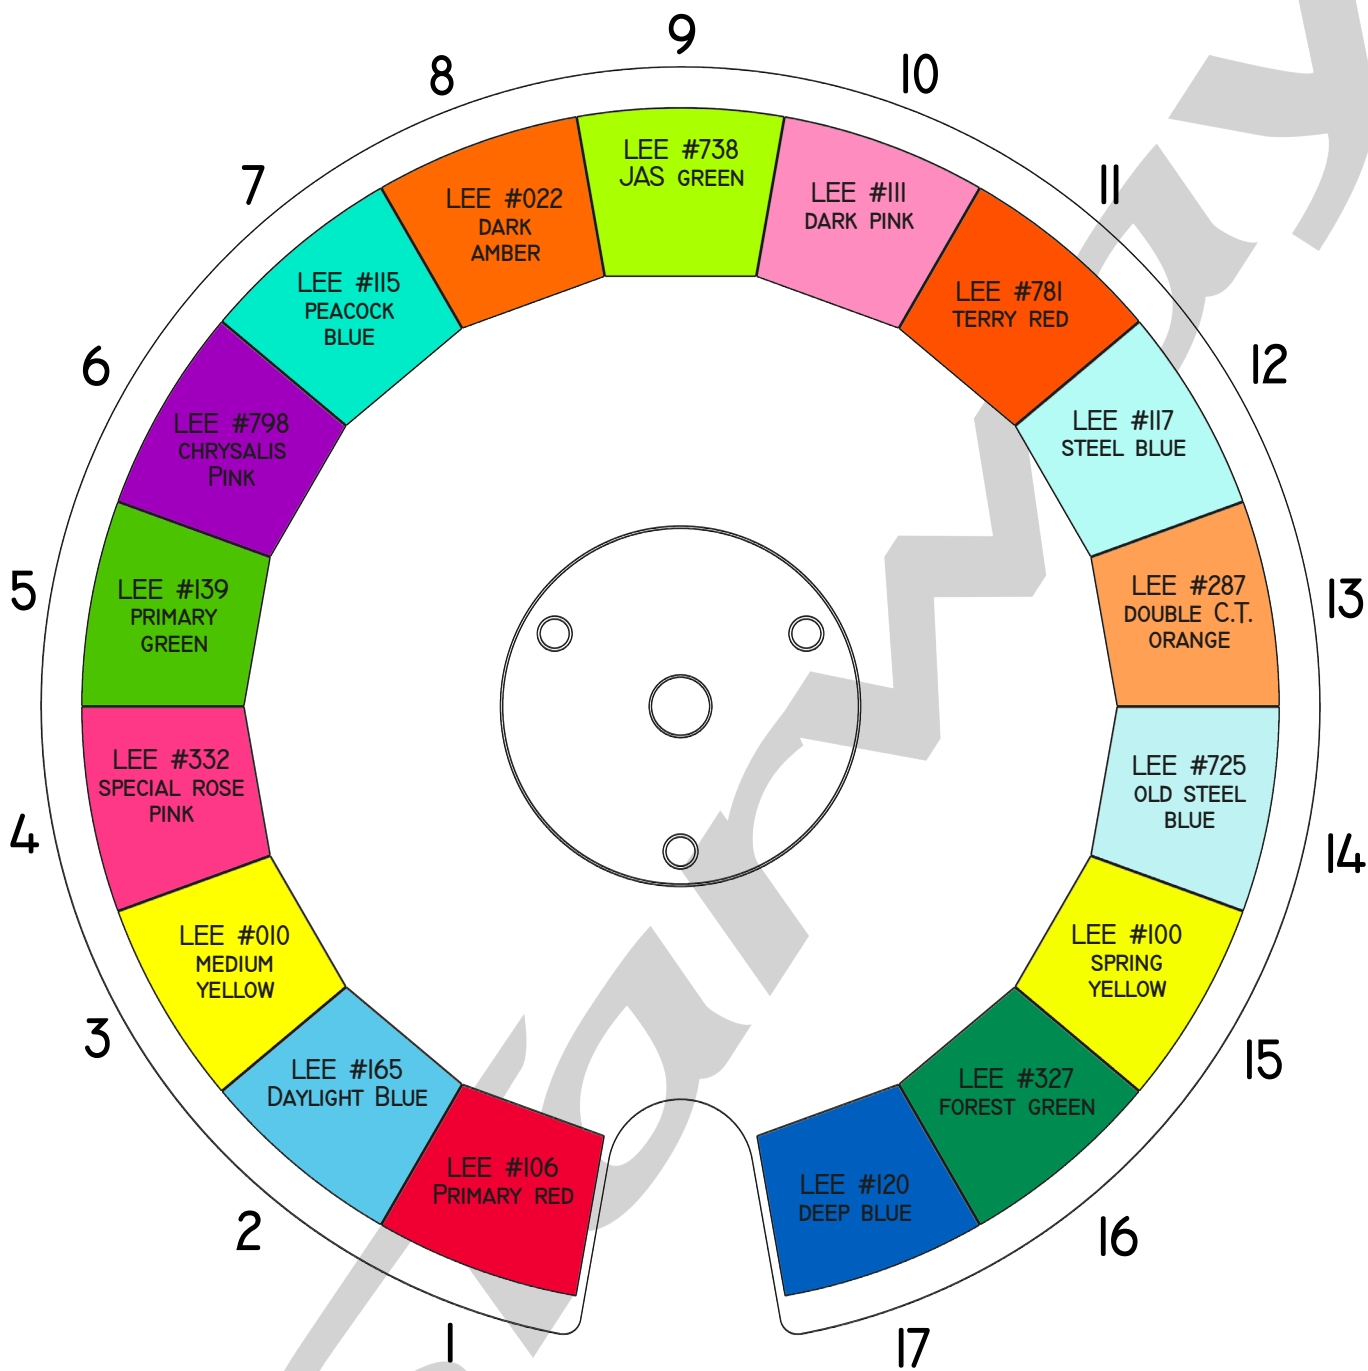 9
8
10
7
11
6
12
5
13
4
14
3
15
2
16
1
17
LEE #738
JAS GREEN
LEE #022
DARK
AMBER
LEE #111
DARK PINK
LEE #115
PEACOCK
BLUE
LEE #781
TERRY RED
LEE #798
CHRYSALIS
PINK
LEE #117
STEEL BLUE
LEE #139
PRIMARY
GREEN
LEE #287
DOUBLE C.T.
ORANGE
LEE #332
SPECIAL ROSE
PINK
LEE #725
OLD STEEL
BLUE
LEE #010
MEDIUM
YELLOW
LEE #100
SPRING
YELLOW
LEE #165
DAYLIGHT BLUE
LEE #327
FOREST GREEN
LEE #106
PRIMARY RED
LEE #120
DEEP BLUE